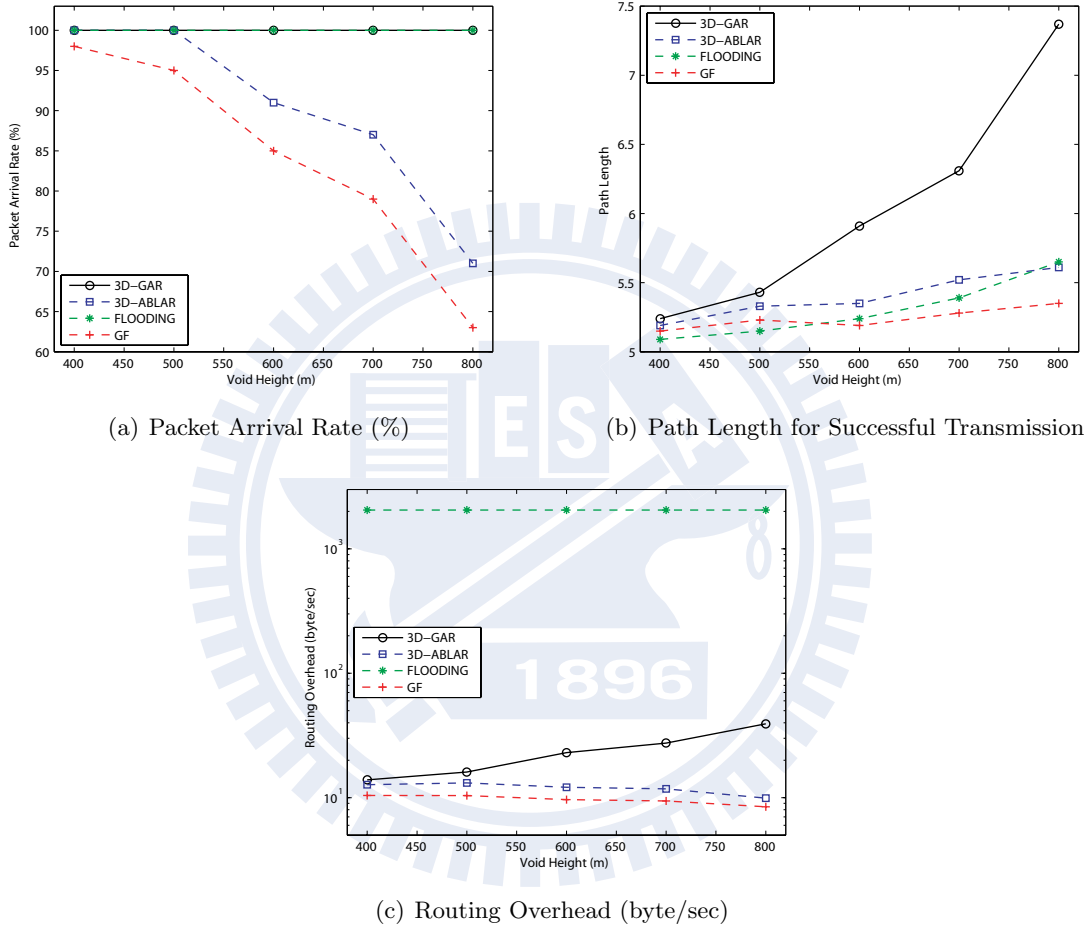 100
95
90
85
80
75
70
65
60
Packet Arrival Rate (%)
3D−GAR
3D−ABLAR
FLOODING
GF
400 450 500 550 600 650 700 750 800
Void Height (m)
(a) Packet Arrival Rate (%)
7.5
7
6.5
6
5.5
5
Path Length
3D−GAR
3D−ABLAR
FLOODING
GF
400 450 500 550 600 650 700 750 800
Void Height (m)
(b) Path Length for Successful Transmission
10³
10²
10¹
Routing Overhead (byte/sec)
3D−GAR
3D−ABLAR
FLOODING
GF
400 450 500 550 600 650 700 750 800
Void Height (m)
(c) Routing Overhead (byte/sec)
E S A
1896